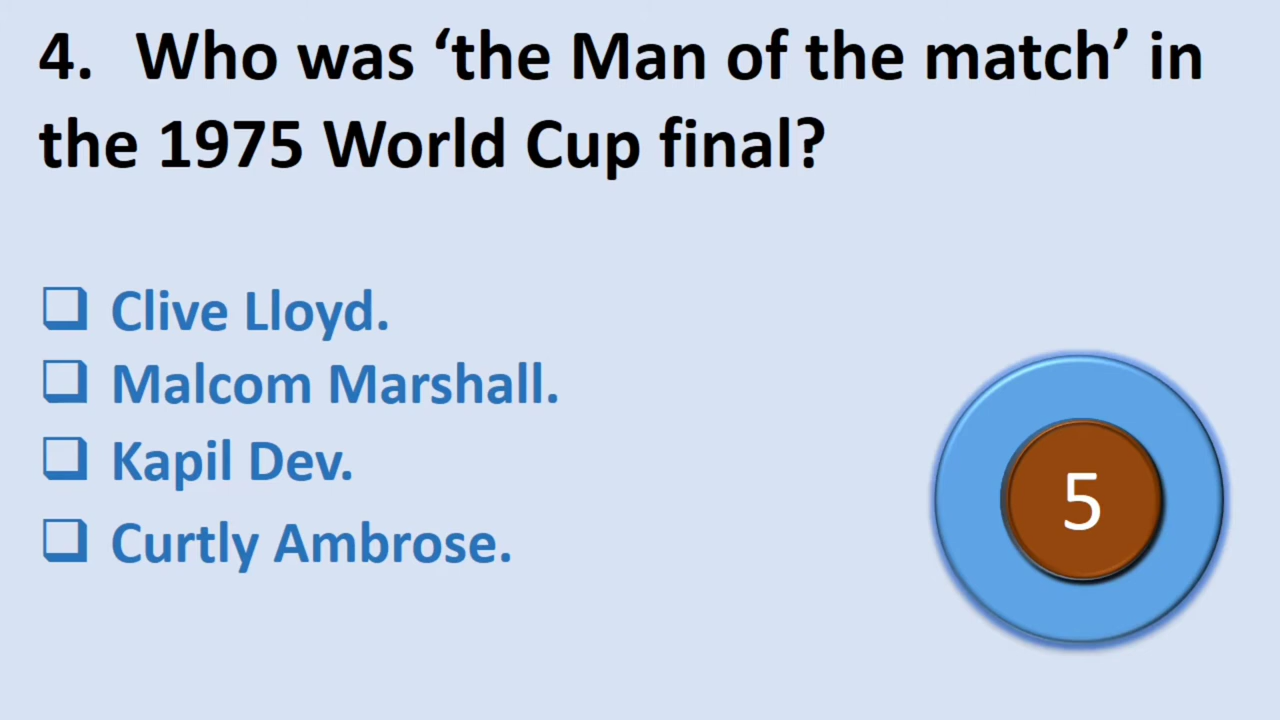 4. Who was ‘the Man of the match’ in
the 1975 World Cup final?
❑ Clive Lloyd.
❑ Malcom Marshall.
❑ Kapil Dev.
❑ Curtly Ambrose.
5